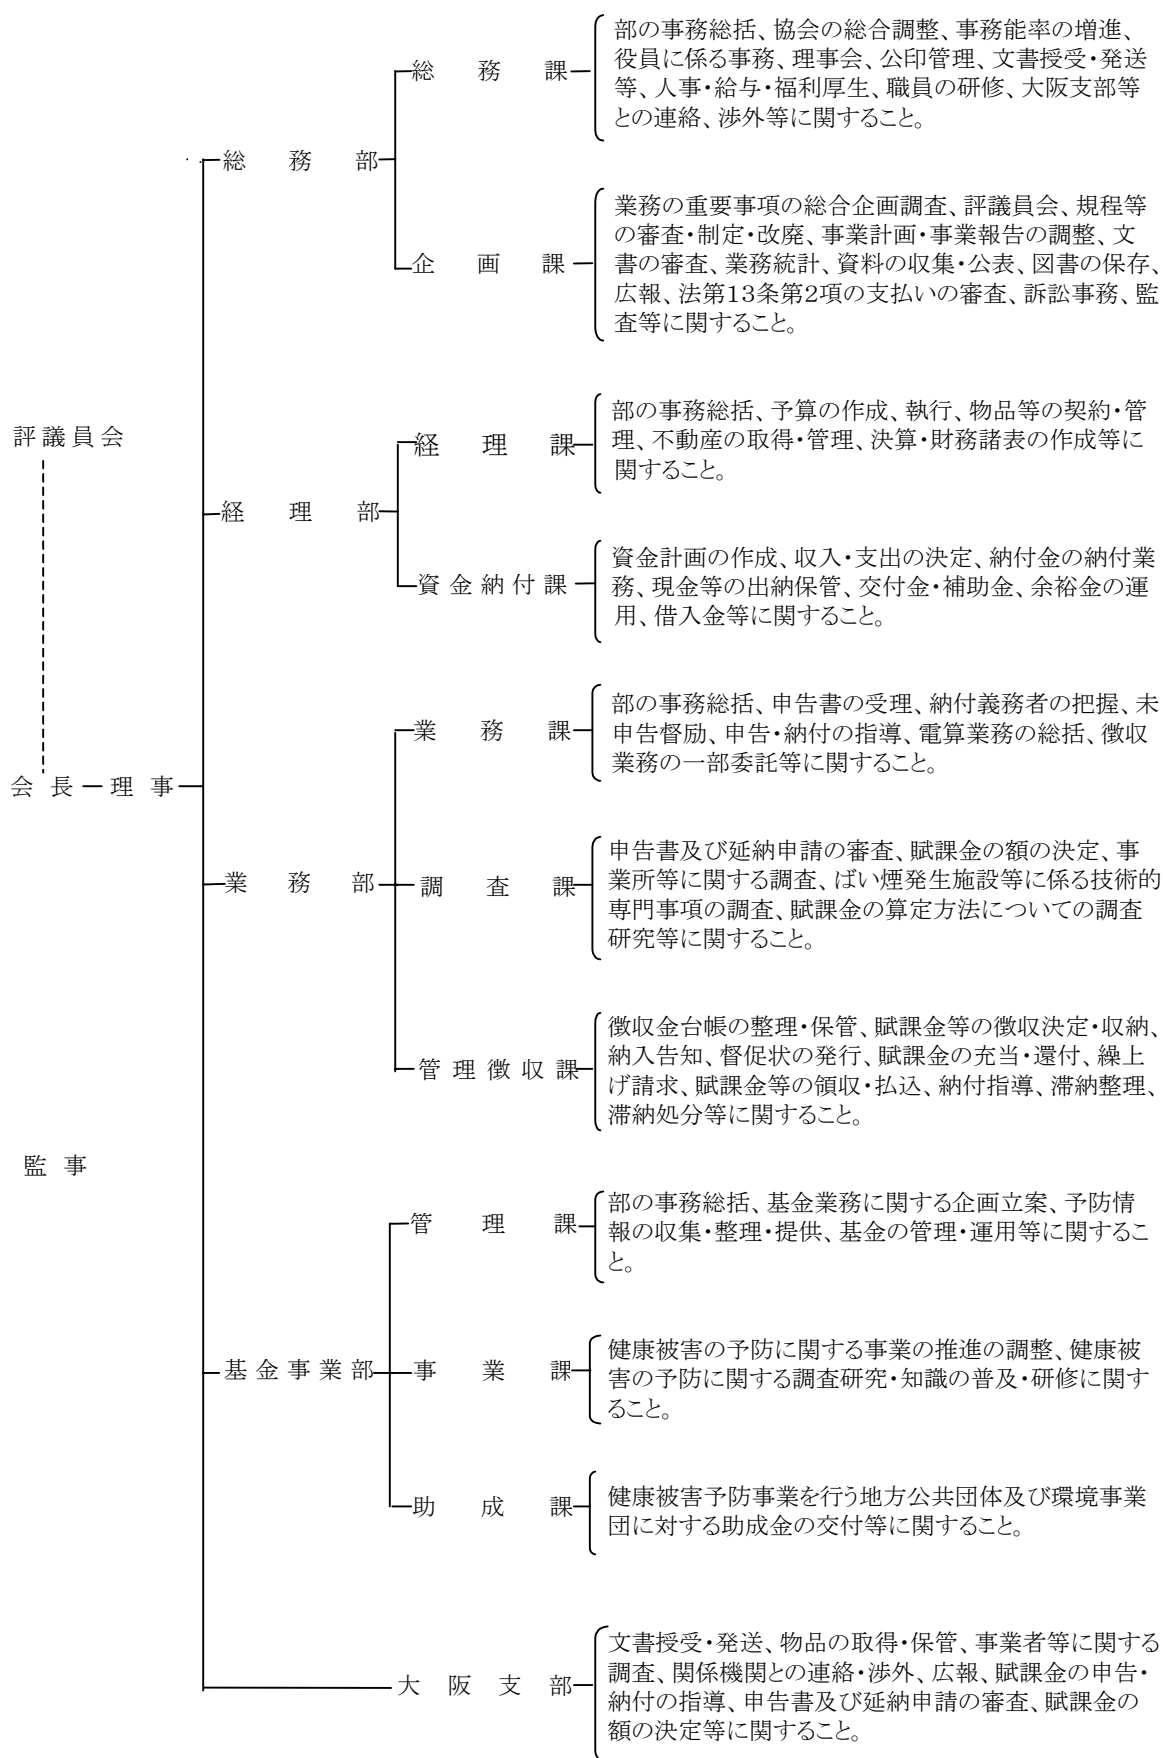 評議員会
会長
理事
監事
総務部
総務課
部の事務総括、協会の総合調整、事務能率の増進、
役員に係る事務、理事会、公印管理、文書授受・発送
等、人事・給与・福利厚生、職員の研修、大阪支部等
との連絡、渉外等に関すること。
企画課
業務の重要事項の総合企画調査、評議員会、規程等
の審査・制定・改廃、事業計画・事業報告の調整、文
書の審査、業務統計、資料の収集・公表、図書の保存、
広報、法第13条第2項の支払いの審査、訴訟事務、監
査等に関すること。
経理部
経理課
部の事務総括、予算の作成、執行、物品等の契約・管
理、不動産の取得・管理、決算・財務諸表の作成等に
関すること。
資金納付課
資金計画の作成、収入・支出の決定、納付金の納付業
務、現金等の出納保管、交付金・補助金、余裕金の運
用、借入金等に関すること。
業務部
業務課
部の事務総括、申告書の受理、納付義務者の把握、未
申告督励、申告・納付の指導、電算業務の総括、徴収
業務の一部委託等に関すること。
調査課
申告書及び延納申請の審査、賦課金の額の決定、事
業所等に関する調査、ばい煙発生施設等に係る技術的
専門事項の調査、賦課金の算定方法についての調査
研究等に関すること。
管理徴収課
徴収金台帳の整理・保管、賦課金等の徴収決定・収納、
納入告知、督促状の発行、賦課金の充当・還付、繰上
げ請求、賦課金等の領収・払込、納付指導、滞納整理、
滞納処分等に関すること。
基金事業部
管理課
部の事務総括、基金業務に関する企画立案、予防情
報の収集・整理・提供、基金の管理・運用等に関するこ
と。
事業課
健康被害の予防に関する事業の推進の調整、健康被
害の予防に関する調査研究・知識の普及・研修に関す
ること。
助成課
健康被害予防事業を行う地方公共団体及び環境事業
団に対する助成金の交付等に関すること。
大阪支部
文書授受・発送、物品の取得・保管、事業者等に関する
調査、関係機関との連絡・渉外、広報、賦課金の申告・
納付の指導、申告書及び延納申請の審査、賦課金の
額の決定等に関すること。